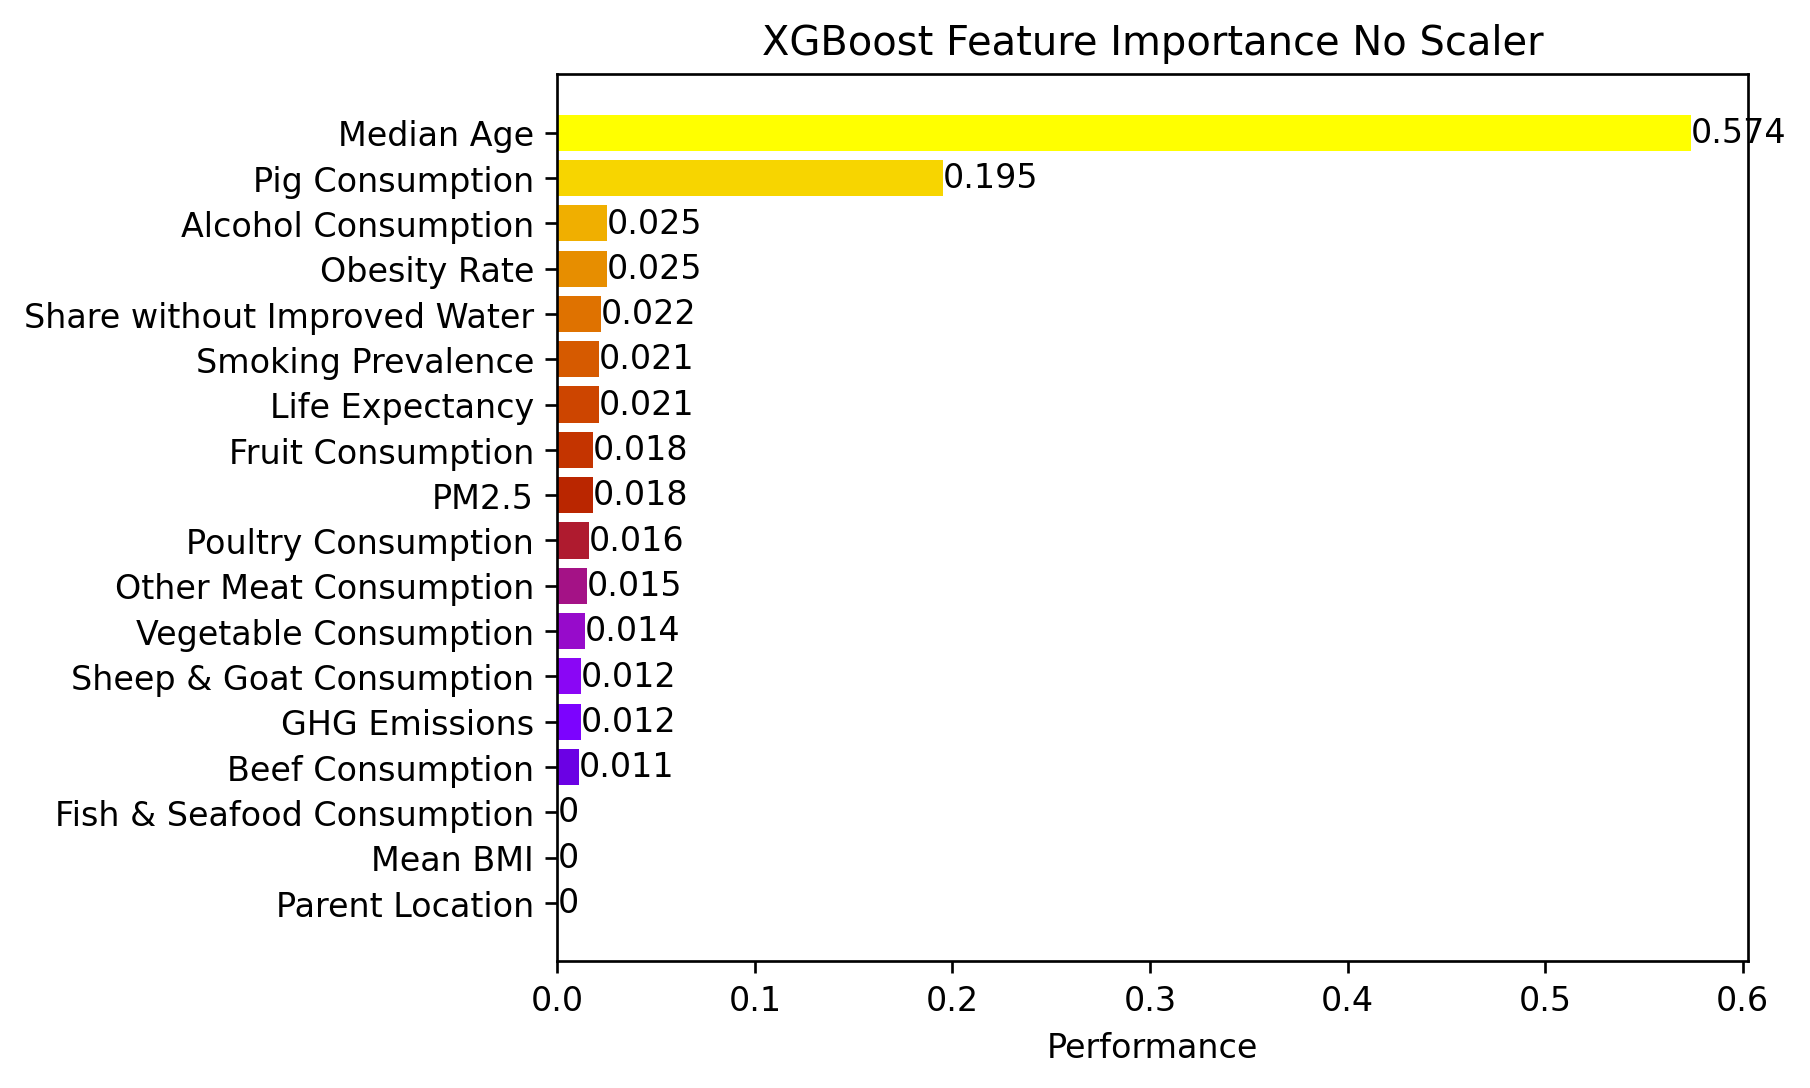 XGBoost Feature Importance No Scaler
Median Age 0.574
Pig Consumption 0.195
Alcohol Consumption 0.025
Obesity Rate 0.025
Share without Improved Water 0.022
Smoking Prevalence 0.021
Life Expectancy 0.021
Fruit Consumption 0.018
PM2.5 0.018
Poultry Consumption 0.016
Other Meat Consumption 0.015
Vegetable Consumption 0.014
Sheep & Goat Consumption 0.012
GHG Emissions 0.012
Beef Consumption 0.011
Fish & Seafood Consumption 0
Mean BMI 0
Parent Location 0
0.0 0.1 0.2 0.3 0.4 0.5 0.6
Performance